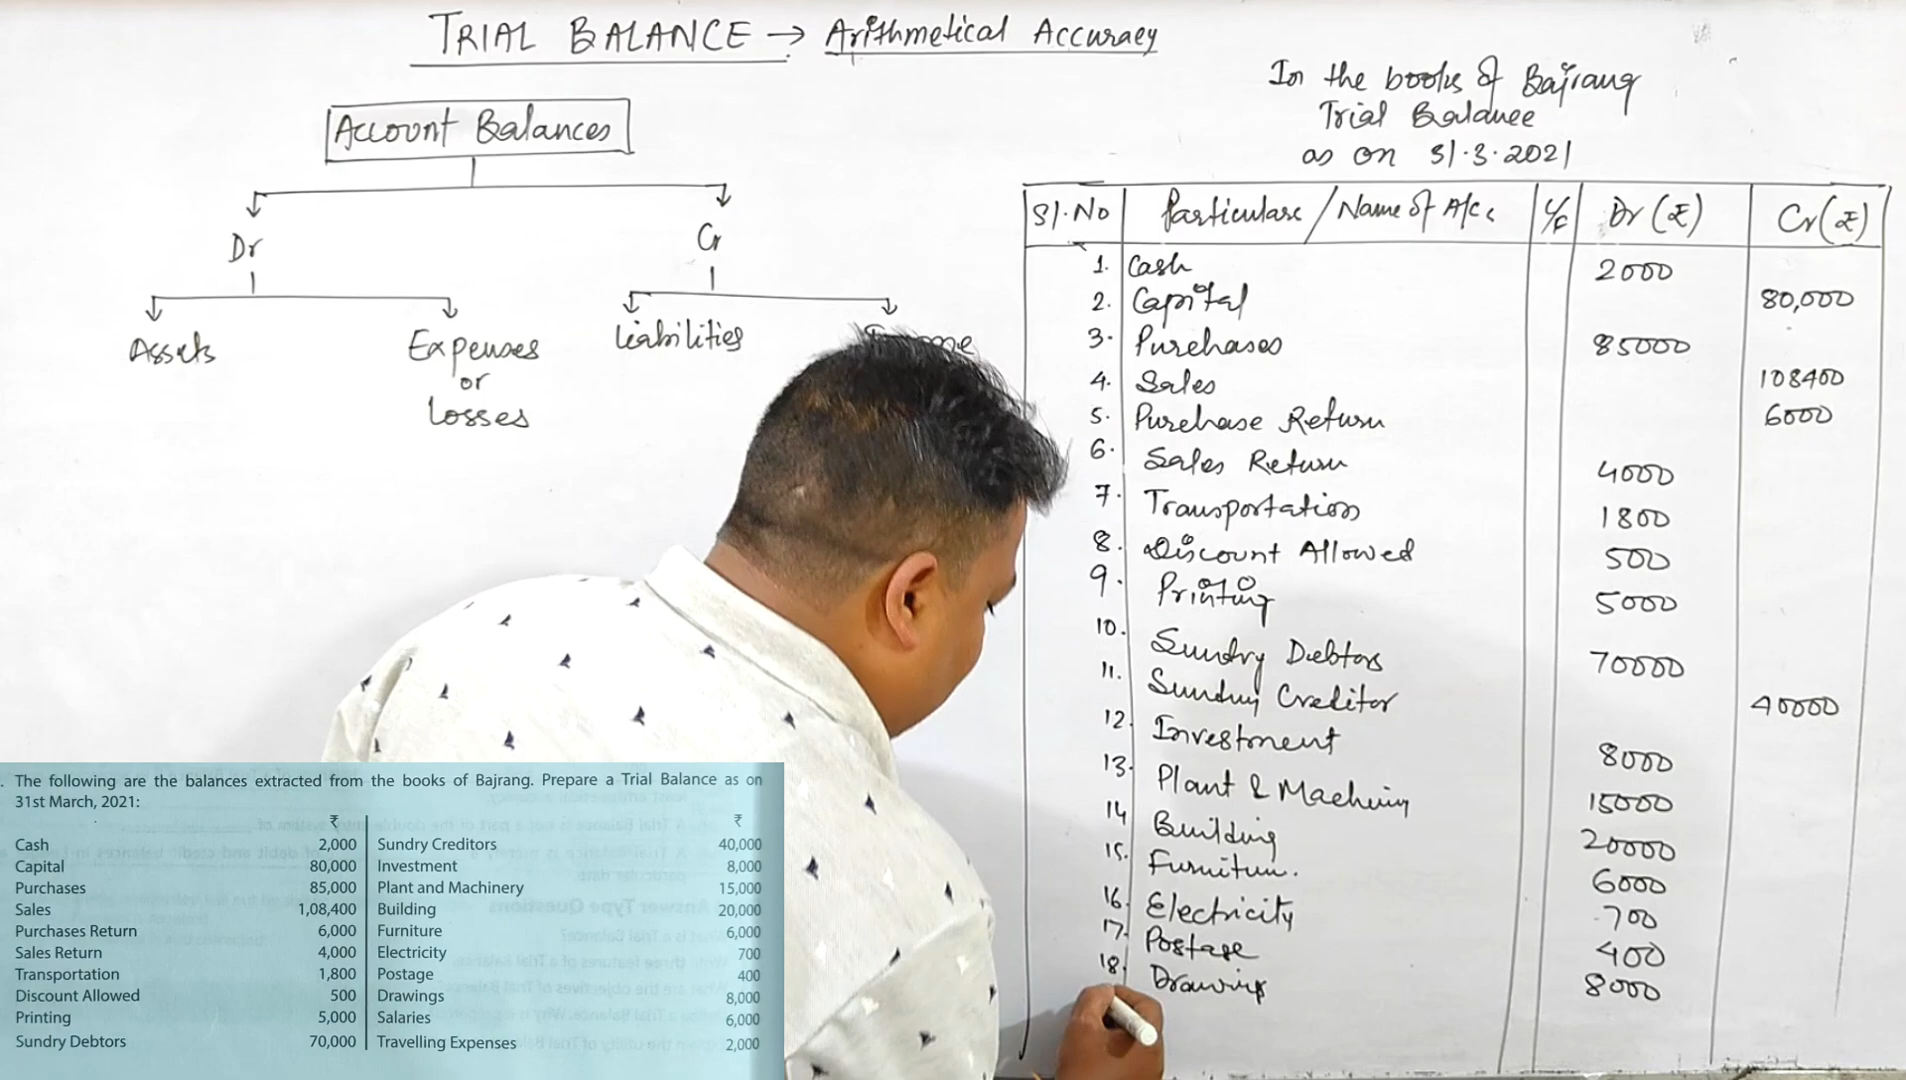 TRIAL BALANCE → Arithmetical Accuracy
Account Balances
Dr
Cr
Assets
Expenses
or
Losses
Liabilities
In the books of Bajrang
Trial Balance
as on 31.3.2021
Sl.No Particulars / Name of A/Cs L/F Dr (₹) Cr (₹)
1. Cash 2000
2. Capital 80,000
3. Purchases 85000
4. Sales 108400
5. Purchase Return 6000
6. Sales Return 4000
7. Transportation 1800
8. Discount Allowed 500
9. Printing 5000
10. Sundry Debtors 70000
11. Sundry Creditor 40000
12. Investment 8000
13. Plant & Machinery 15000
14 Building 20000
15. Furniture. 6000
16. Electricity 700
17. Postage 400
18. Drawings 8000
. The following are the balances extracted from the books of Bajrang. Prepare a Trial Balance as on
31st March, 2021:
₹ ₹
Cash 2,000 Sundry Creditors 40,000
Capital 80,000 Investment 8,000
Purchases 85,000 Plant and Machinery 15,000
Sales 1,08,400 Building 20,000
Purchases Return 6,000 Furniture 6,000
Sales Return 4,000 Electricity 700
Transportation 1,800 Postage 400
Discount Allowed 500 Drawings 8,000
Printing 5,000 Salaries 6,000
Sundry Debtors 70,000 Travelling Expenses 2,000